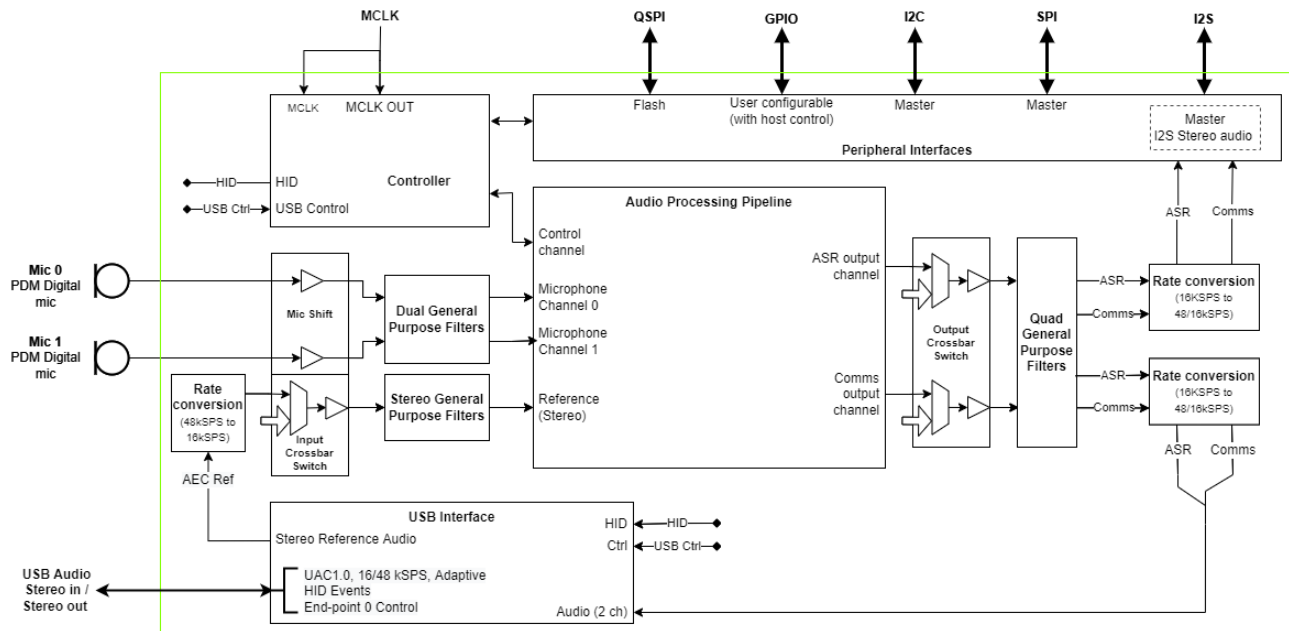 MCLK
QSPI
GPIO
I2C
SPI
I2S
MCLK
MCLK OUT
HID
HID
Controller
USB Ctrl
USB Control
Flash
User configurable
(with host control)
Master
Master
Master
I2S Stereo audio
Peripheral Interfaces
Audio Processing Pipeline
Control
channel
Microphone
Channel 0
Microphone
Channel 1
Reference
(Stereo)
ASR output
channel
Comms
output
channel
Mic 0
PDM Digital
mic
Mic 1
PDM Digital
mic
Mic Shift
Dual General
Purpose Filters
Rate
conversion
(48kSPS to
16kSPS)
Input
Crossbar
Switch
Stereo General
Purpose Filters
AEC Ref
Output
Crossbar
Switch
Quad
General
Purpose
Filters
ASR
Comms
ASR
Comms
Rate conversion
(16KSPS to
48/16kSPS)
ASR
Comms
Rate conversion
(16KSPS to
48/16kSPS)
ASR
Comms
USB Interface
Stereo Reference Audio
HID
HID
Ctrl
USB Ctrl
UAC1.0, 16/48 kSPS, Adaptive
HID Events
End-point 0 Control
Audio (2 ch)
USB Audio
Stereo in /
Stereo out